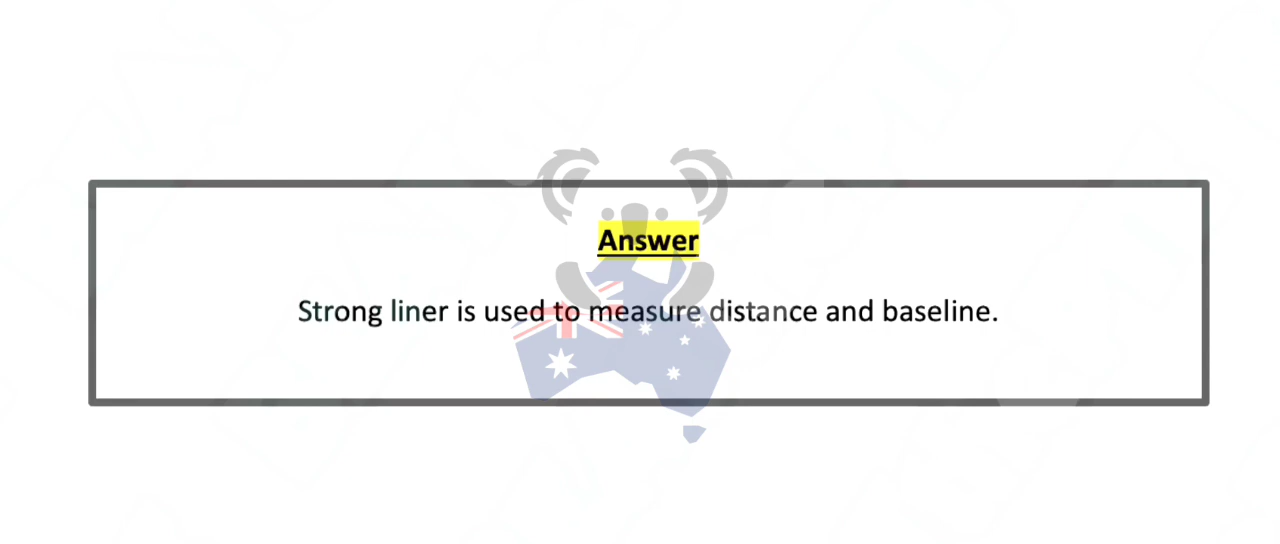 Answer
Strong liner is used to measure distance and baseline.